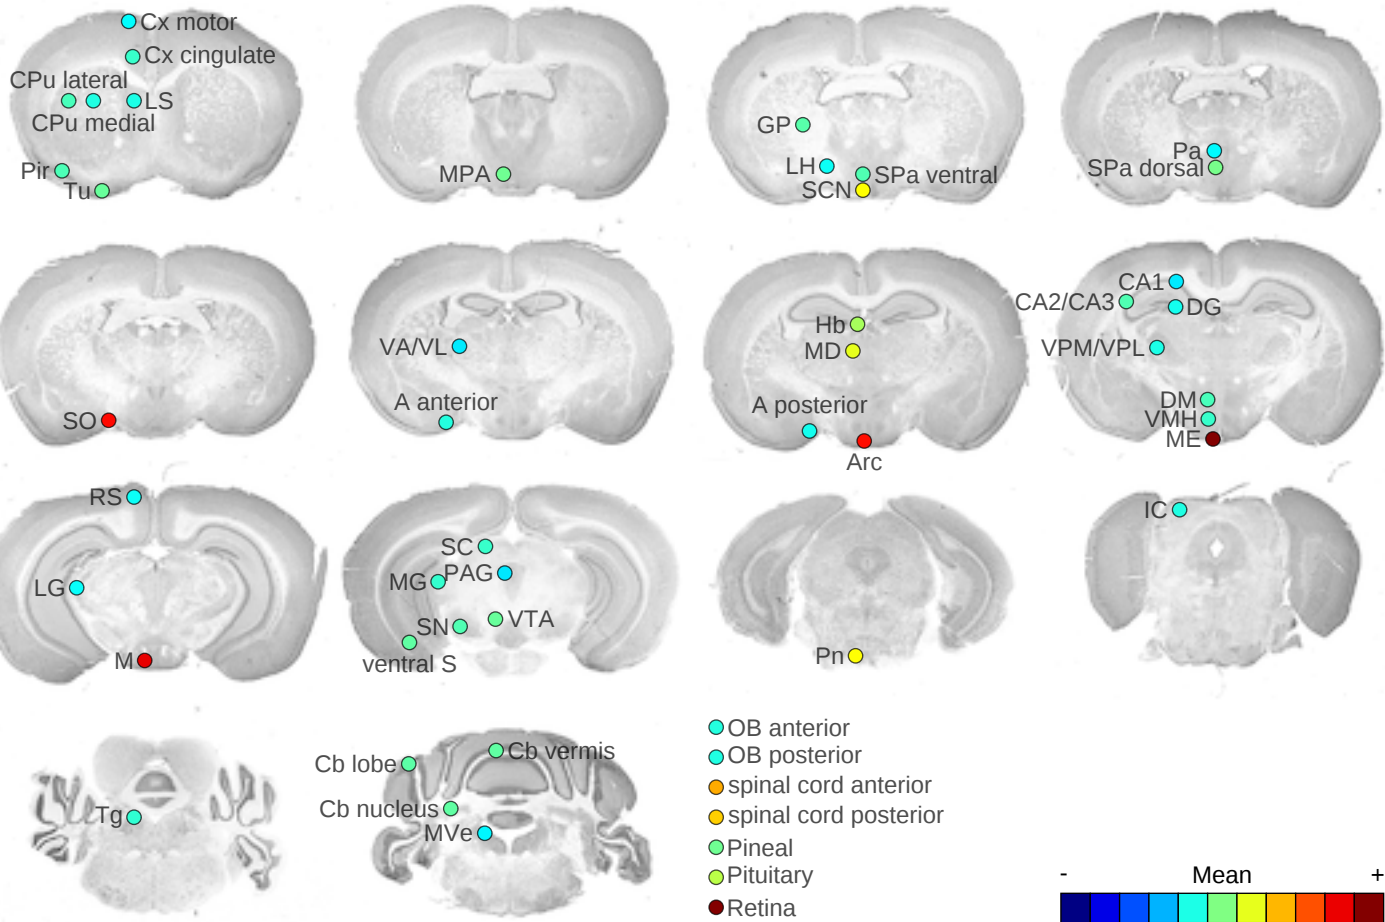 Cx motor
Cx cingulate
CPu lateral
LS
CPu medial
Pir
Tu
MPA
GP
LH
SPa ventral
SCN
Pa
SPa dorsal
SO
VA/VL
A anterior
Hb
MD
A posterior
Arc
CA1
CA2/CA3
DG
VPM/VPL
DM
VMH
ME
RS
LG
M
SC
PAG
MG
VTA
SN
ventral S
Pn
IC
Tg
Cb vermis
Cb lobe
Cb nucleus
MVe
OB anterior
OB posterior
spinal cord anterior
spinal cord posterior
Pineal
Pituitary
Retina
- Mean +